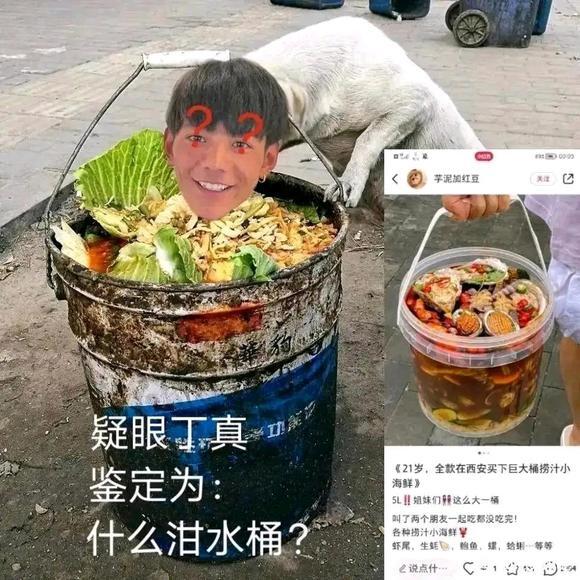 ? ?
疑眼丁真
鉴定为：
什么泔水桶?
芋泥加红豆
关注
《21岁，全款在西安买下巨大桶捞汁小
海鲜》
5L‼️姐妹们👭这么大一桶
叫了两个朋友一起吃都没吃完！
各种捞汁小海鲜🦞
虾尾，生蚝🦪，鲍鱼，螺，蛤蜊…等等
说点什…